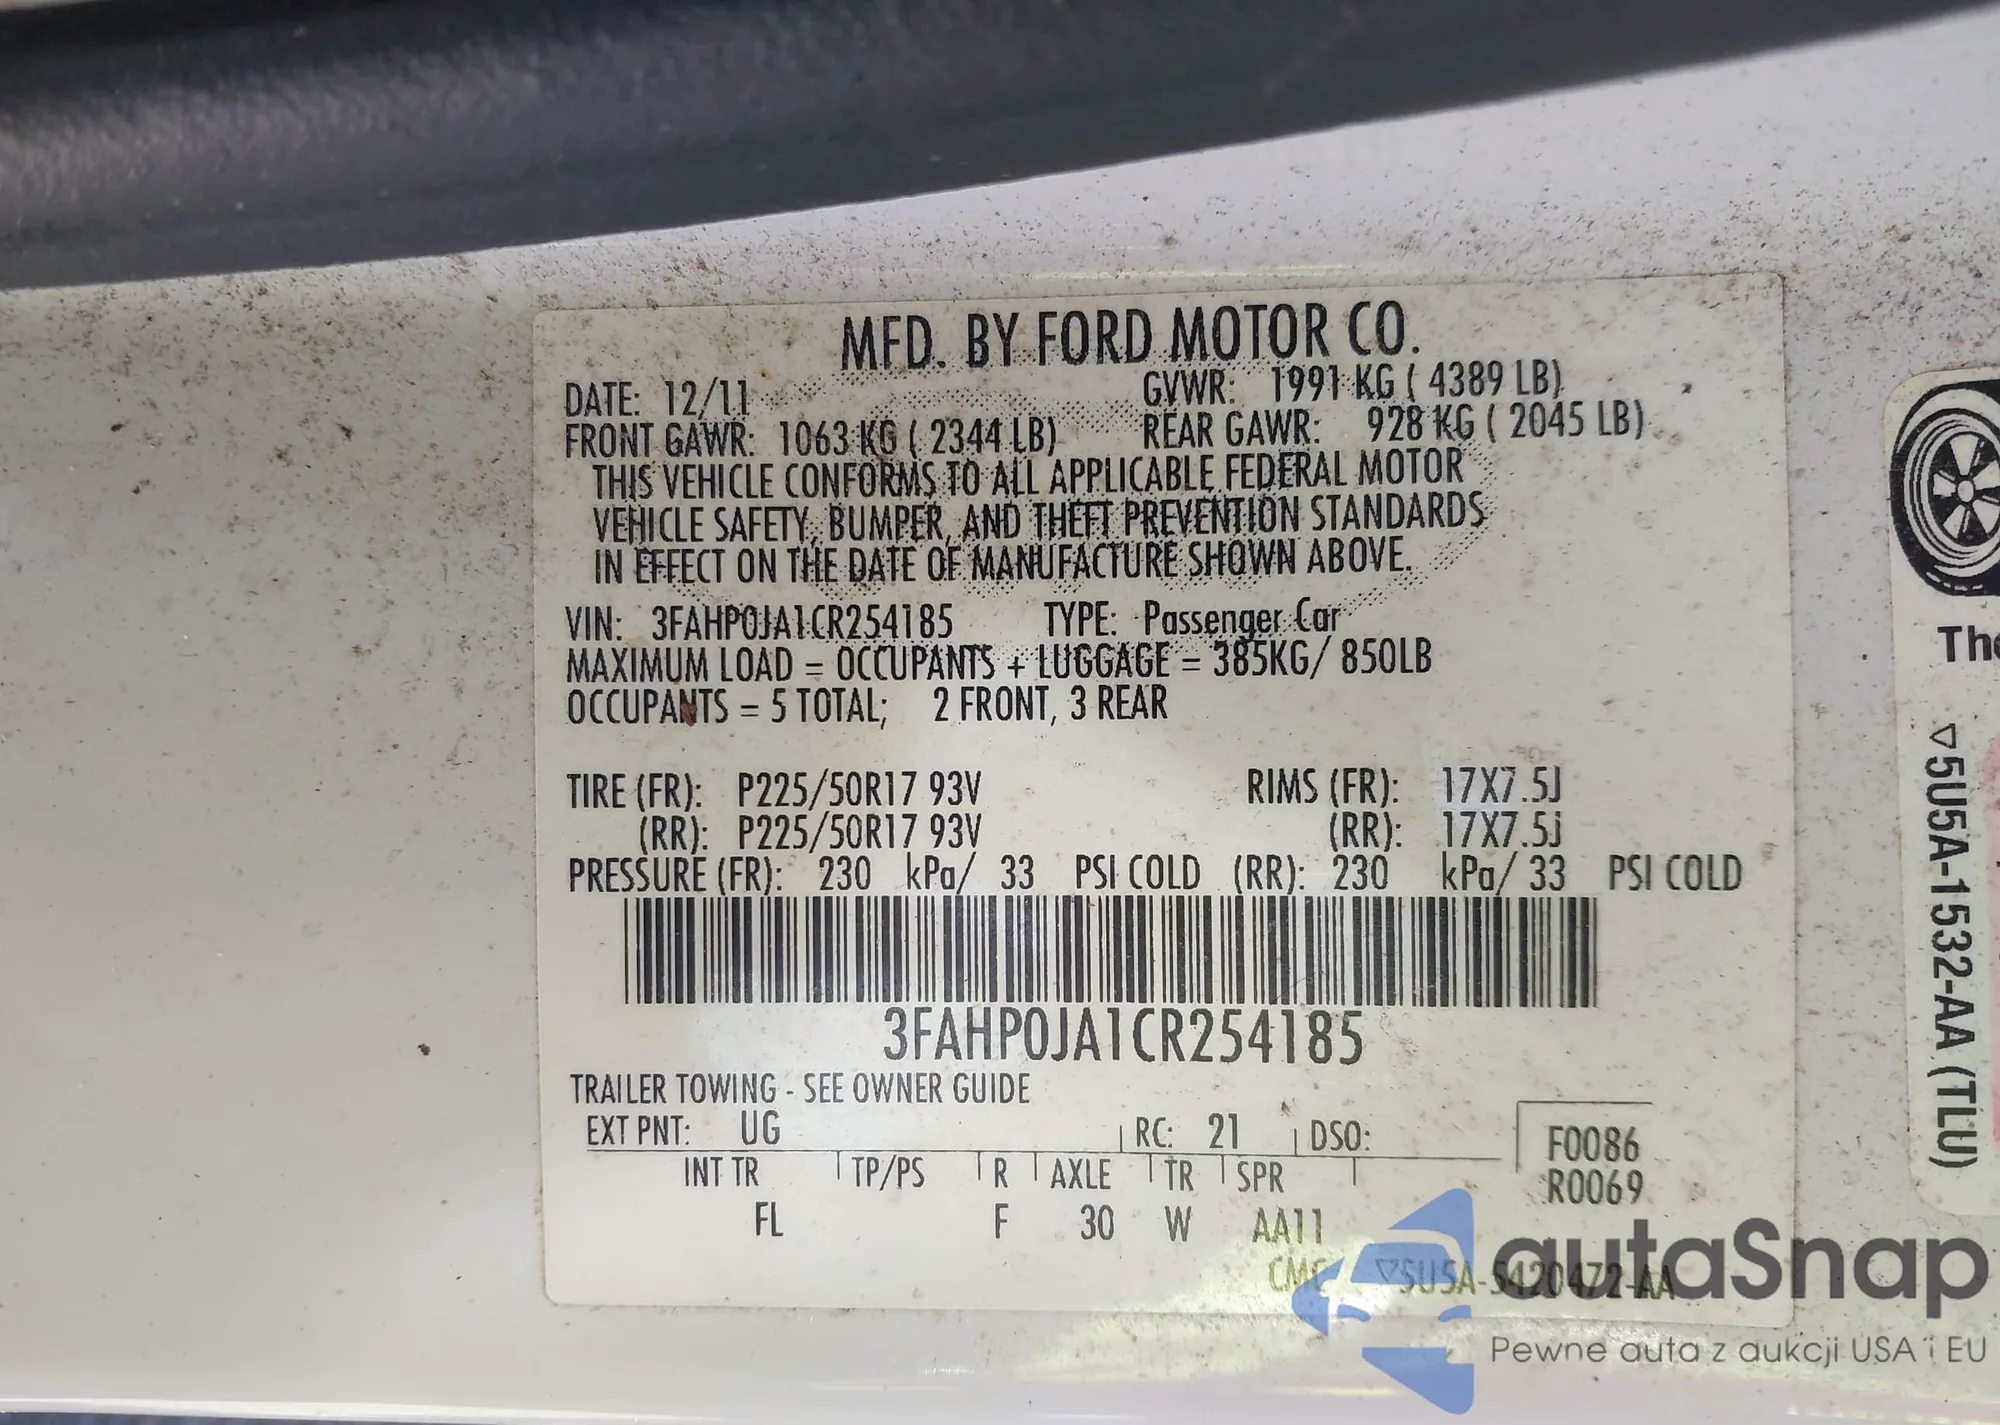 MFD. BY FORD MOTOR CO.
DATE: 12/11 GVWR: 1991 KG ( 4389 LB)
FRONT GAWR: 1063 KG ( 2344 LB) REAR GAWR: 928 KG ( 2045 LB)
THIS VEHICLE CONFORMS TO ALL APPLICABLE FEDERAL MOTOR
VEHICLE SAFETY, BUMPER, AND THEFT PREVENTION STANDARDS
IN EFFECT ON THE DATE OF MANUFACTURE SHOWN ABOVE.
VIN: 3FAHP0JA1CR254185 TYPE: Passenger Car
MAXIMUM LOAD = OCCUPANTS + LUGGAGE = 385KG/ 850LB
OCCUPANTS = 5 TOTAL; 2 FRONT, 3 REAR
TIRE (FR): P225/50R17 93V RIMS (FR): 17X7.5J
(RR): P225/50R17 93V (RR): 17X7.5j
PRESSURE (FR): 230 kPa/ 33 PSI COLD (RR): 230 kPa/ 33 PSI COLD
3FAHP0JA1CR254185
TRAILER TOWING - SEE OWNER GUIDE
EXT PNT: UG RC: 21 DSO:
INT TR TP/PS R AXLE TR SPR
FL F 30 W AA11
F0086
R0069
▽5U5A-5420472-AA
The
▽5U5A-1532-AA (TLU)
autaSnap
Pewne auta z aukcji USA i EU